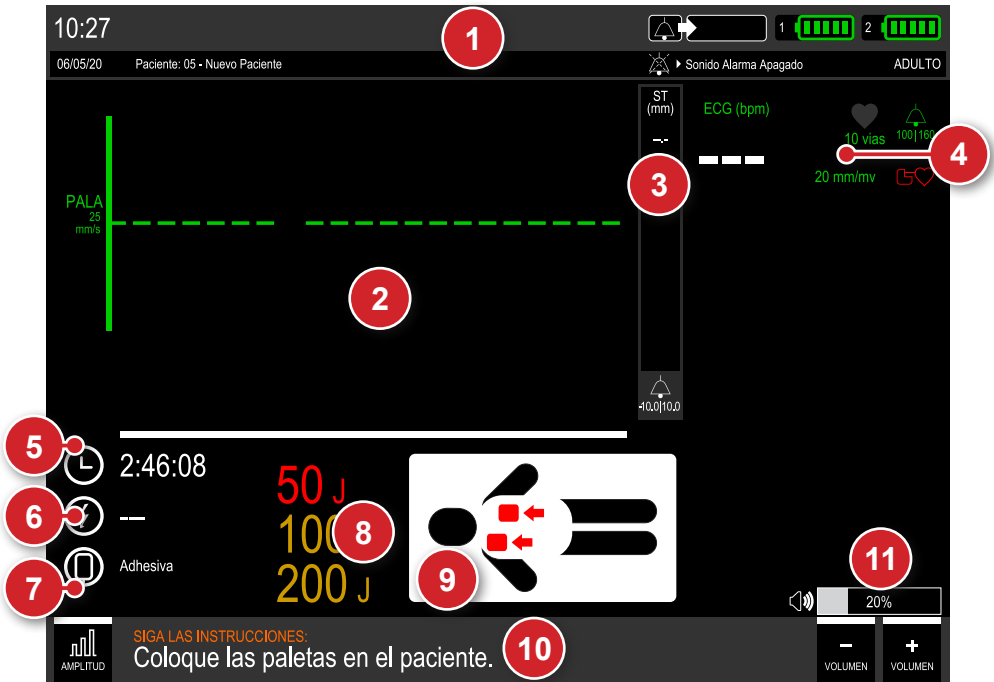 10:27
1
1
2
06/05/20 Paciente: 05 - Nuevo Paciente
Sonido Alarma Apagado
ADULTO
ST
(mm)
-.-
3
-10.0|10.0
ECG (bpm)
---
10 vias
100|160
20 mm/mv
4
PALA
25
mm/s
2
5
2:46:08
6
--
7
Adhesiva
50 J
100
8
200 J
9
11
20%
AMPLITUD
SIGA LAS INSTRUCCIONES:
Coloque las paletas en el paciente.
10
–
VOLUMEN
+
VOLUMEN